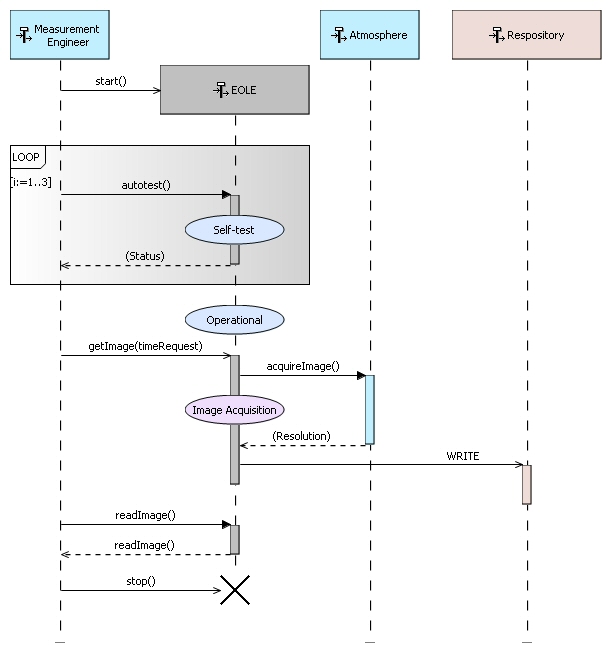 Measurement
Engineer
Atmosphere
Respository
start()
EOLE
LOOP
[i:=1..3]
autotest()
Self-test
(Status)
Operational
getImage(timeRequest)
acquireImage()
Image Acquisition
(Resolution)
WRITE
readImage()
readImage()
stop()